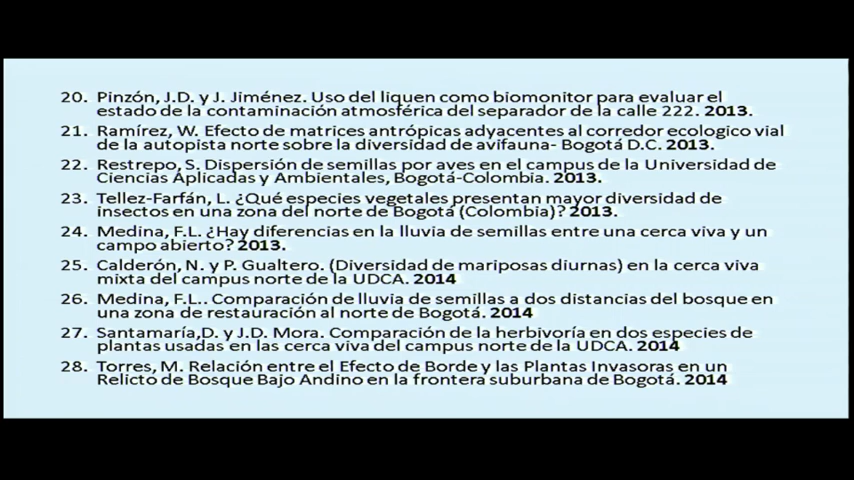 20. Pinzón, J.D. y J. Jiménez. Uso del liquen como biomonitor para evaluar el
estado de la contaminación atmosférica del separador de la calle 222. 2013.
21. Ramírez, W. Efecto de matrices antrópicas adyacentes al corredor ecologico vial
de la autopista norte sobre la diversidad de avifauna- Bogotá D.C. 2013.
22. Restrepo, S. Dispersión de semillas por aves en el campus de la Universidad de
Ciencias Aplicadas y Ambientales, Bogotá-Colombia. 2013.
23. Tellez-Farfán, L. ¿Qué especies vegetales presentan mayor diversidad de
insectos en una zona del norte de Bogotá (Colombia)? 2013.
24. Medina, F.L. ¿Hay diferencias en la lluvia de semillas entre una cerca viva y un
campo abierto? 2013.
25. Calderón, N. y P. Gualtero. (Diversidad de mariposas diurnas) en la cerca viva
mixta del campus norte de la UDCA. 2014
26. Medina, F.L.. Comparación de lluvia de semillas a dos distancias del bosque en
una zona de restauración al norte de Bogotá. 2014
27. Santamaría,D. y J.D. Mora. Comparación de la herbivoría en dos especies de
plantas usadas en las cerca viva del campus norte de la UDCA. 2014
28. Torres, M. Relación entre el Efecto de Borde y las Plantas Invasoras en un
Relicto de Bosque Bajo Andino en la frontera suburbana de Bogotá. 2014